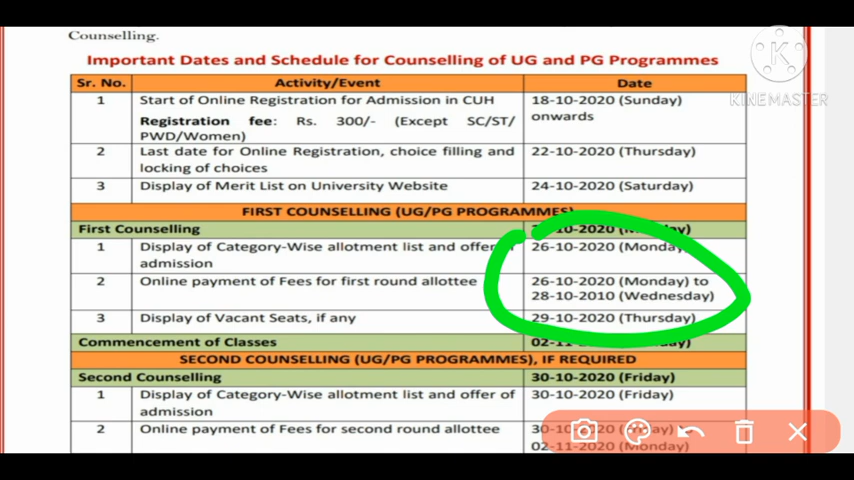 Counselling.
Important Dates and Schedule for Counselling of UG and PG Programmes
Sr. No. Activity/Event Date
1 Start of Online Registration for Admission in CUH 18-10-2020 (Sunday)
Registration fee: Rs. 300/- (Except SC/ST/ onwards
PWD/Women)
2 Last date for Online Registration, choice filling and 22-10-2020 (Thursday)
locking of choices
3 Display of Merit List on University Website 24-10-2020 (Saturday)
FIRST COUNSELLING (UG/PG PROGRAMMES)
First Counselling
1 Display of Category-Wise allotment list and offer of 26-10-2020 (Monday)
admission
2 Online payment of Fees for first round allottee 26-10-2020 (Monday) to
28-10-2010 (Wednesday)
3 Display of Vacant Seats, if any 29-10-2020 (Thursday)
Commencement of Classes
SECOND COUNSELLING (UG/PG PROGRAMMES), IF REQUIRED
Second Counselling 30-10-2020 (Friday)
1 Display of Category-Wise allotment list and offer of 30-10-2020 (Friday)
admission
2 Online payment of Fees for second round allottee
02-11-2020 (Monday)
K
KINEMASTER